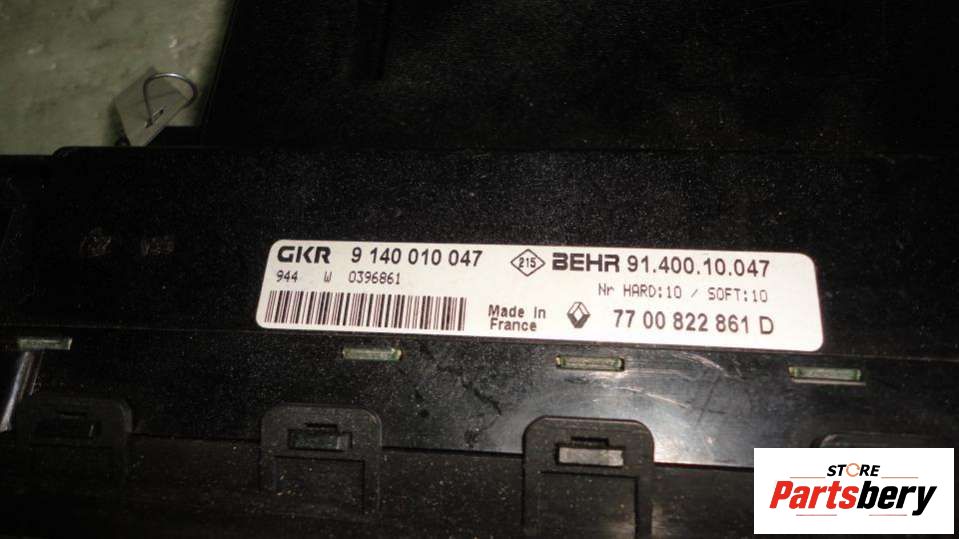 GKR 9 140 010 047
944 W 0396861
215 BEHR 91.400.10.047
Nr HARD:10 / SOFT:10
Made In
France
77 00 822 861 D
STORE
Partsbery